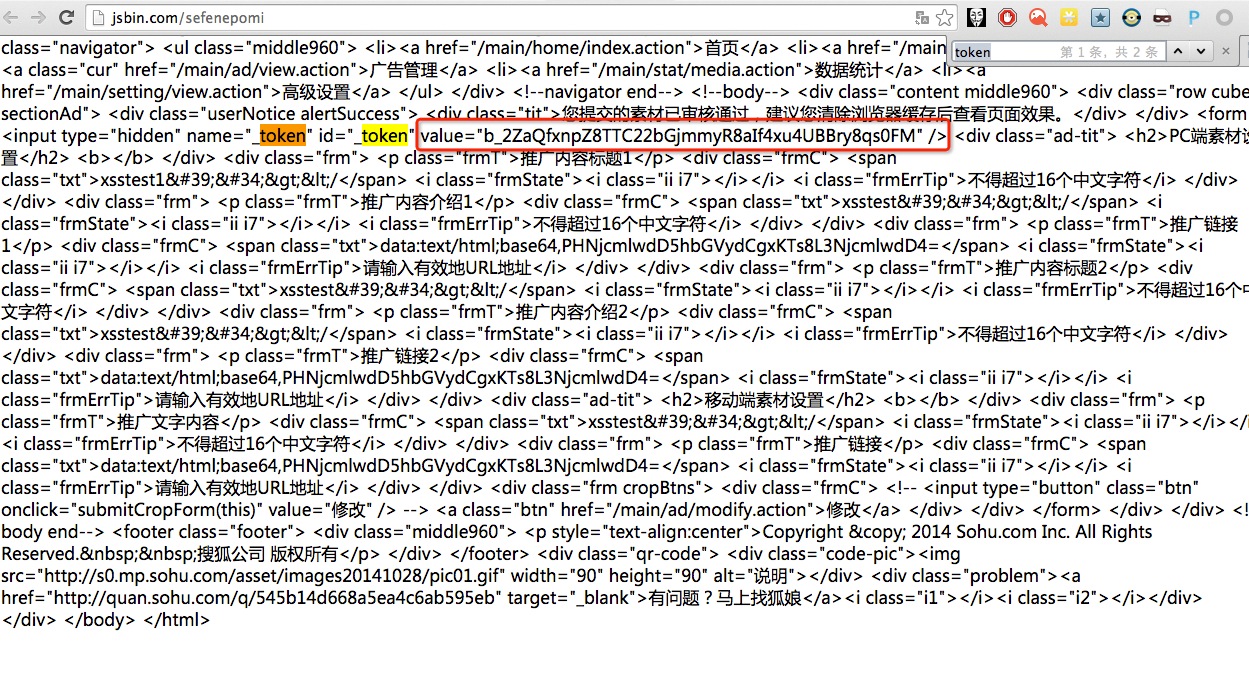 jsbin.com/sefenepomi
class="navigator"> <ul class="middle960"> <li><a href="/main/home/index.action">首页</a> <li><a href="/main
token 第 1 条，共 2 条
<a class="cur" href="/main/ad/view.action">广告管理</a> <li><a href="/main/stat/media.action">数据统计</a> <li><a
href="/main/setting/view.action">高级设置</a> </ul> </div> <!--navigator end--> <!--body--> <div class="content middle960"> <div class="row cube
sectionAd"> <div class="userNotice alertSuccess"> <div class="tit">您提交的素材已审核通过，建议您清除浏览器缓存后查看页面效果。</div> </div> <form
<input type="hidden" name="_token" id="_token" value="b_2ZaQfxnpZ8TTC22bGjmmyR8aIf4xu4UBBry8qs0FM" /> <div class="ad-tit"> <h2>PC端素材设
置</h2> <b></b> </div> <div class="frm"> <p class="frmT">推广内容标题1</p> <div class="frmC"> <span
class="txt">xsstest1&#39;&#34;&gt;&lt;/</span> <i class="frmState"><i class="ii i7"></i></i> <i class="frmErrTip">不得超过16个中文字符</i> </div>
</div> <div class="frm"> <p class="frmT">推广内容介绍1</p> <div class="frmC"> <span class="txt">xsstest&#39;&#34;&gt;&lt;/</span> <i
class="frmState"><i class="ii i7"></i></i> <i class="frmErrTip">不得超过16个中文字符</i> </div> </div> <div class="frm"> <p class="frmT">推广链接
1</p> <div class="frmC"> <span class="txt">data:text/html;base64,PHNjcmlwdD5hbGVydCgxKTs8L3NjcmlwdD4=</span> <i class="frmState"><i
class="ii i7"></i></i> <i class="frmErrTip">请输入有效地URL地址</i> </div> </div> <div class="frm"> <p class="frmT">推广内容标题2</p> <div
class="frmC"> <span class="txt">xsstest&#39;&#34;&gt;&lt;/</span> <i class="frmState"><i class="ii i7"></i></i> <i class="frmErrTip">不得超过16个中
文字符</i> </div> </div> <div class="frm"> <p class="frmT">推广内容介绍2</p> <div class="frmC"> <span
class="txt">xsstest&#39;&#34;&gt;&lt;/</span> <i class="frmState"><i class="ii i7"></i></i> <i class="frmErrTip">不得超过16个中文字符</i> </div>
</div> <div class="frm"> <p class="frmT">推广链接2</p> <div class="frmC"> <span
class="txt">data:text/html;base64,PHNjcmlwdD5hbGVydCgxKTs8L3NjcmlwdD4=</span> <i class="frmState"><i class="ii i7"></i></i> <i
class="frmErrTip">请输入有效地URL地址</i> </div> </div> <div class="ad-tit"> <h2>移动端素材设置</h2> <b></b> </div> <div class="frm"> <p
class="frmT">推广文字内容</p> <div class="frmC"> <span class="txt">xsstest&#39;&#34;&gt;&lt;/</span> <i class="frmState"><i class="ii i7"></i></i>
<i class="frmErrTip">不得超过16个中文字符</i> </div> </div> <div class="frm"> <p class="frmT">推广链接</p> <div class="frmC"> <span
class="txt">data:text/html;base64,PHNjcmlwdD5hbGVydCgxKTs8L3NjcmlwdD4=</span> <i class="frmState"><i class="ii i7"></i></i> <i
class="frmErrTip">请输入有效地URL地址</i> </div> </div> <div class="frm cropBtns"> <div class="frmC"> <!-- <input type="button" class="btn"
onclick="submitCropForm(this)" value="修改" /> --> <a class="btn" href="/main/ad/modify.action">修改</a> </div> </div> </form> </div> </div> <!-
body end--> <footer class="footer"> <div class="middle960"> <p style="text-align:center">Copyright &copy; 2014 Sohu.com Inc. All Rights
Reserved.&nbsp;&nbsp;搜狐公司 版权所有</p> </div> </footer> <div class="qr-code"> <div class="code-pic"><img
src="http://s0.mp.sohu.com/asset/images20141028/pic01.gif" width="90" height="90" alt="说明"></div> <div class="problem"><a
href="http://quan.sohu.com/q/545b14d668a5ea4c6ab595eb" target="_blank">有问题？马上找狐娘</a><i class="i1"></i><i class="i2"></i></div>
</div> </body> </html>